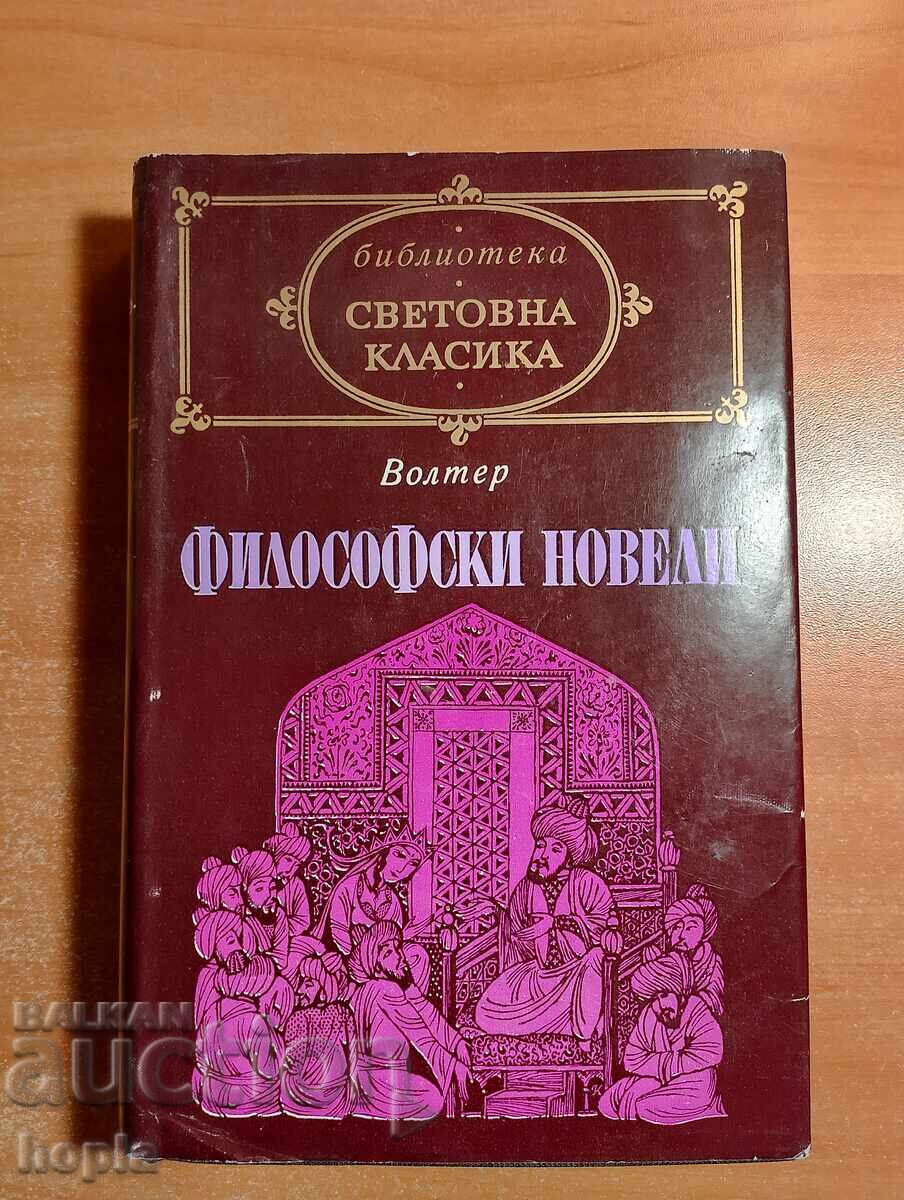 библиотека
СВЕТОВНА
КЛАСИКА
Волтер
ФИЛОСОФСКИ НОВЕЛИ
BALKAN
auction
hopla